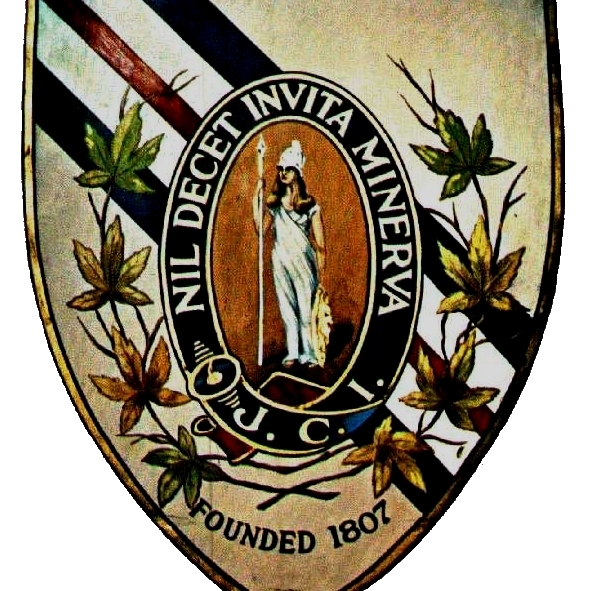 NIL DECET INVITA MINERVA
J. C. I.
FOUNDED 1807